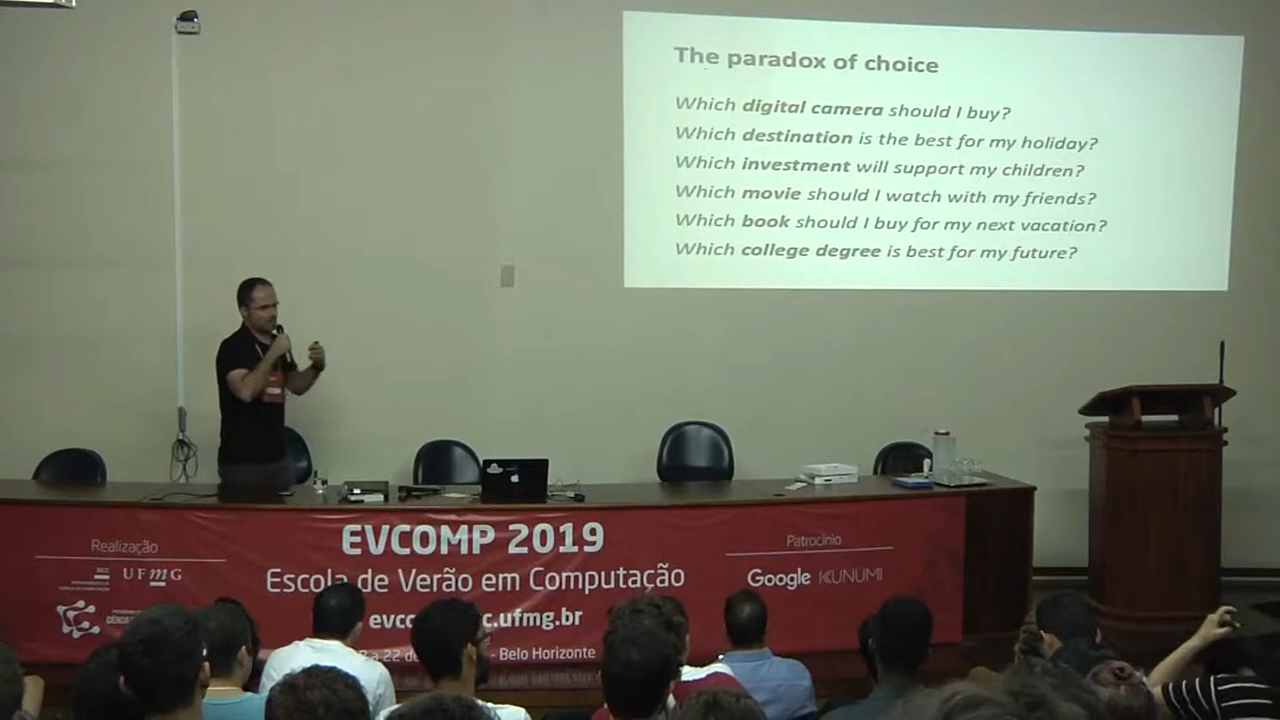 The paradox of choice
Which digital camera should I buy?
Which destination is the best for my holiday?
Which investment will support my children?
Which movie should I watch with my friends?
Which book should I buy for my next vacation?
Which college degree is best for my future?
EVCOMP 2019
Escola de Verão em Computação
Realização
UFMG
Patrocínio
Google KUNUMI
evco c.ufmg.br
a 22 de - Belo Horizonte